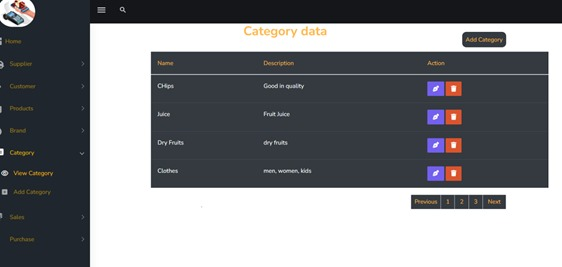 Category data
Add Category
Home
Supplier
Customer
Products
Brand
Category
View Category
Add Category
Sales
Purchase
Name Description Action
CHips Good in quality
Juice Fruit Juice
Dry Fruits dry fruits
Clothes men, women, kids
Previous 1 2 3 Next